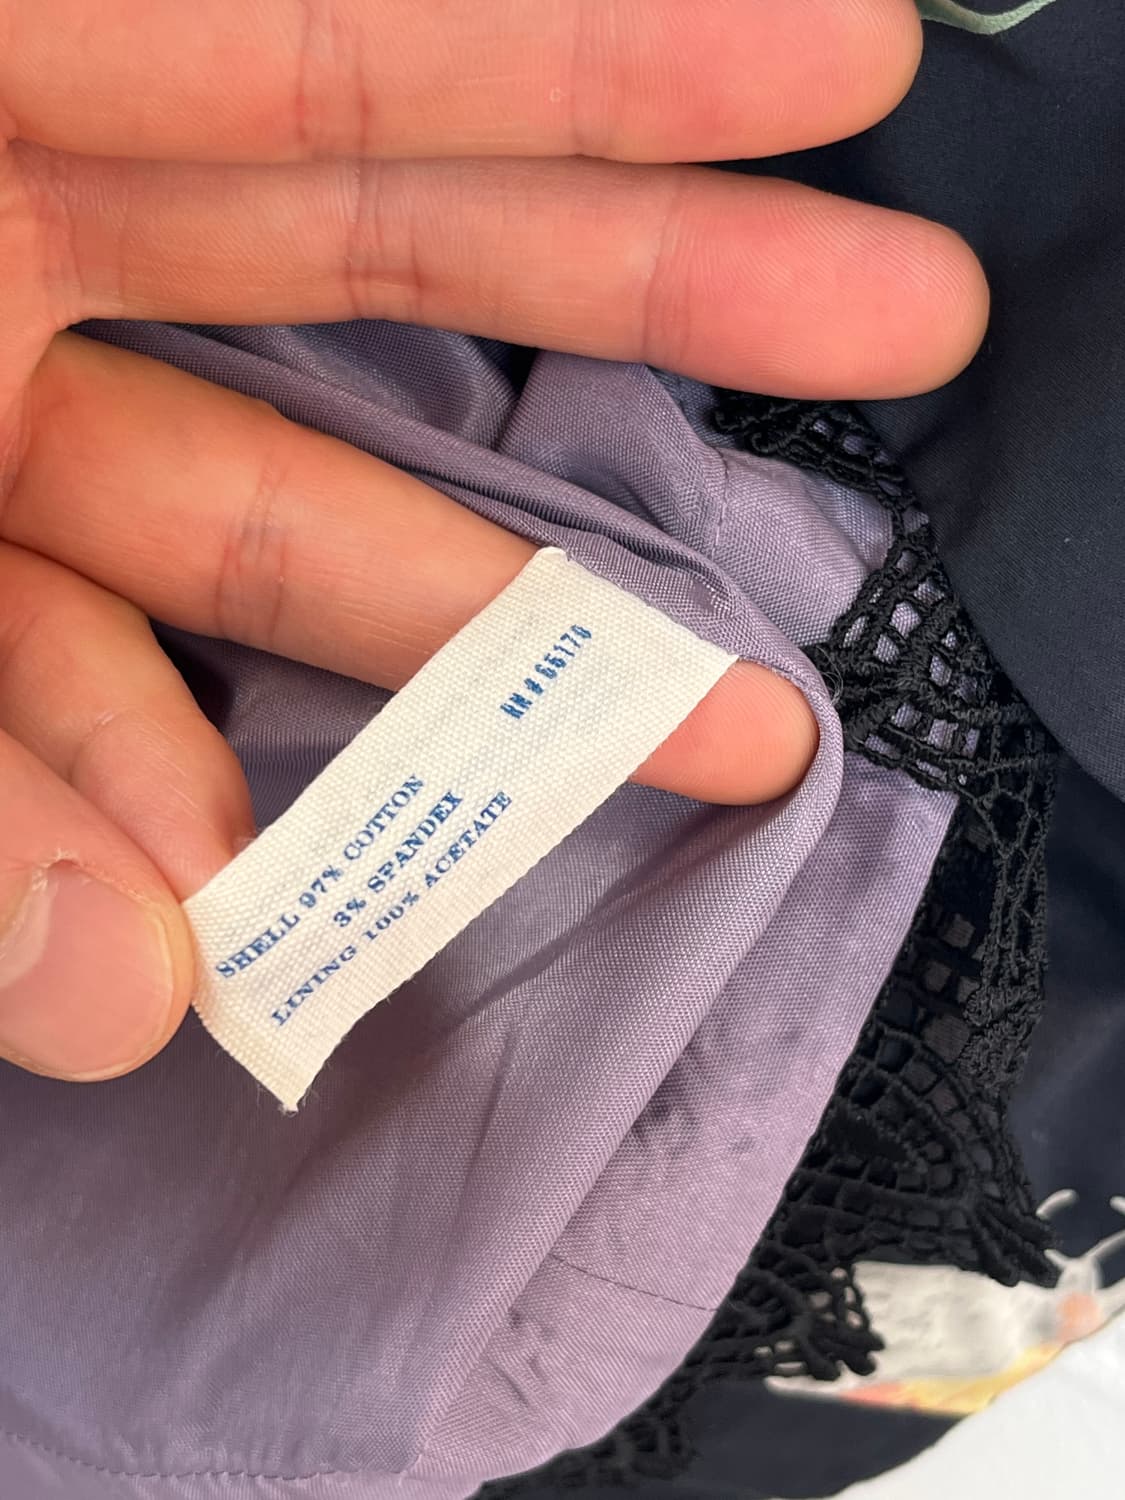 RN#66170
SHELL 97% COTTON
3% SPANDEX
LINING 100% ACETATE